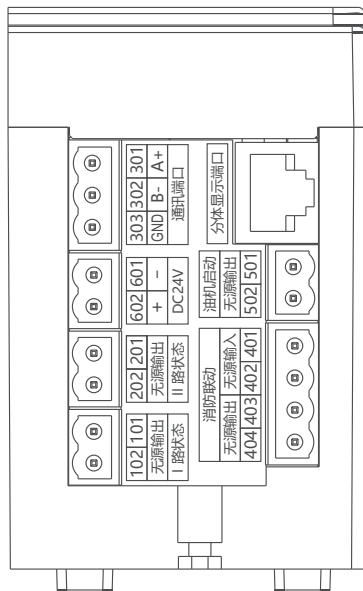 102 101
无源输出
I 路状态
202 201
无源输出
II 路状态
602 601
+ −
DC24V
303 302 301
GND B- A+
通讯端口
消防联动
无源输出 无源输入
404 403 402 401
油机启动
无源输出
502 501
分体显示端口